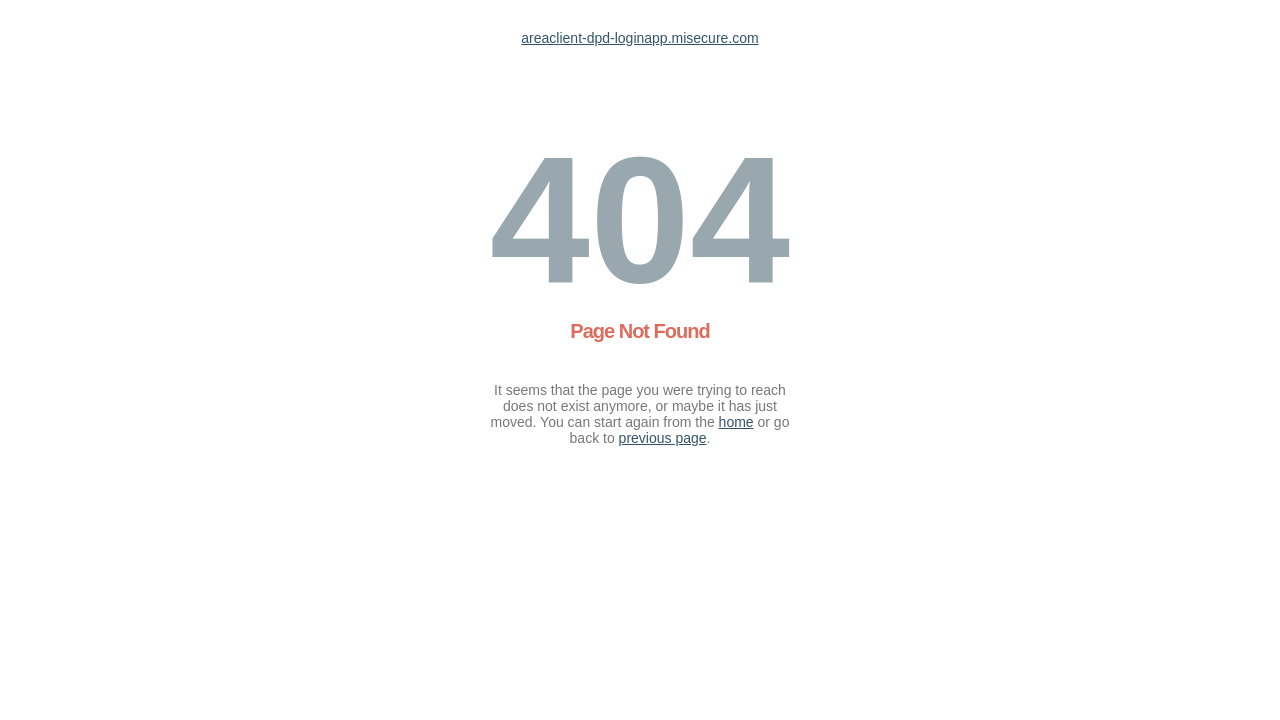 areaclient-dpd-loginapp.misecure.com
404
Page Not Found
It seems that the page you were trying to reach
does not exist anymore, or maybe it has just
moved. You can start again from the home or go
back to previous page.